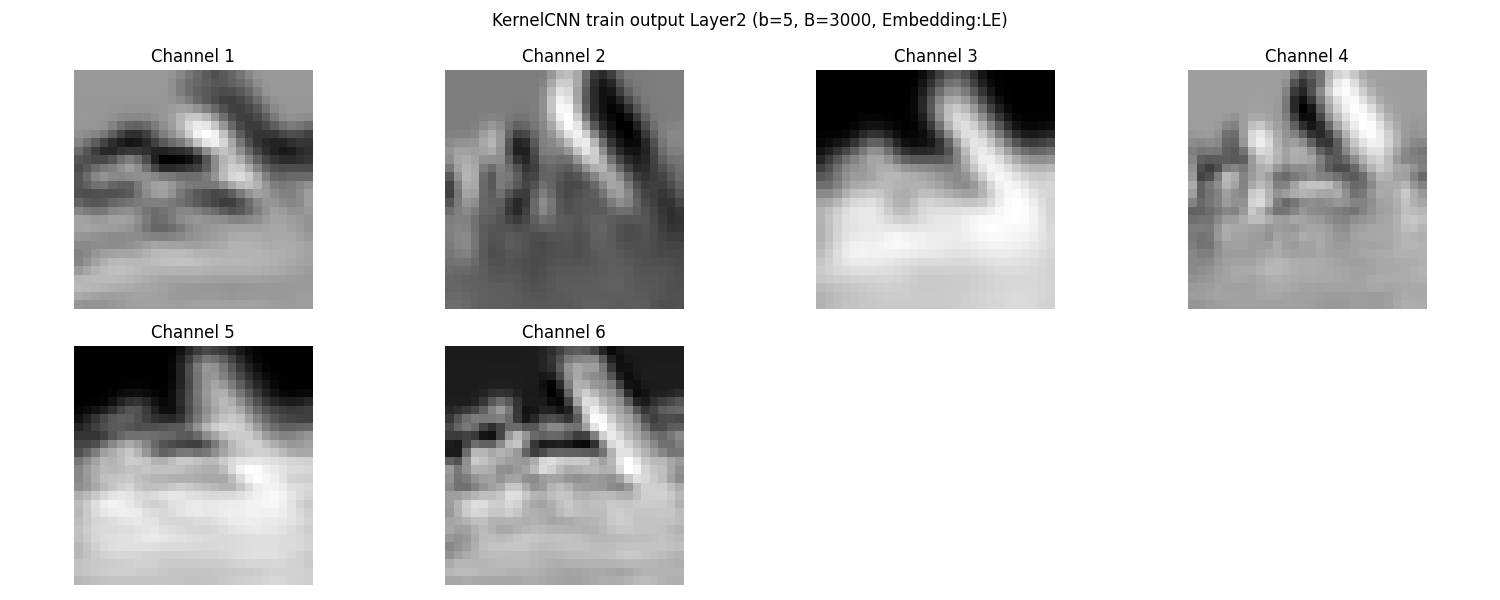 KernelCNN train output Layer2 (b=5, B=3000, Embedding:LE)
Channel 1
Channel 2
Channel 3
Channel 4
Channel 5
Channel 6